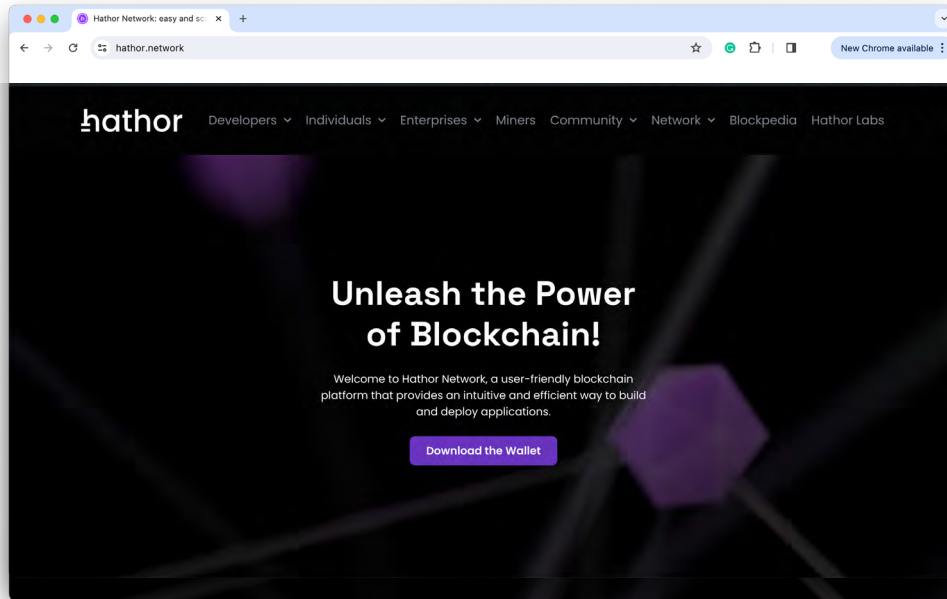 Hathor Network: easy and sc
hathor.network
New Chrome available
hathor
Developers Individuals Enterprises Miners Community Network Blockpedia Hathor Labs
Unleash the Power
of Blockchain!
Welcome to Hathor Network, a user-friendly blockchain
platform that provides an intuitive and efficient way to build
and deploy applications.
Download the Wallet